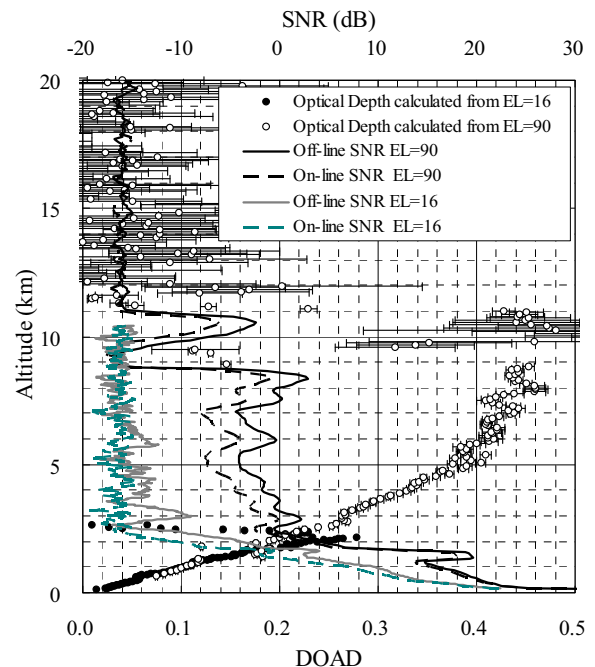 SNR (dB)
-20 -10 0 10 20 30
20
15
10
5
0
Altitude (km)
Optical Depth calculated from EL=16
Optical Depth calculated from EL=90
Off-line SNR EL=90
On-line SNR EL=90
Off-line SNR EL=16
On-line SNR EL=16
0.0 0.1 0.2 0.3 0.4 0.5
DOAD